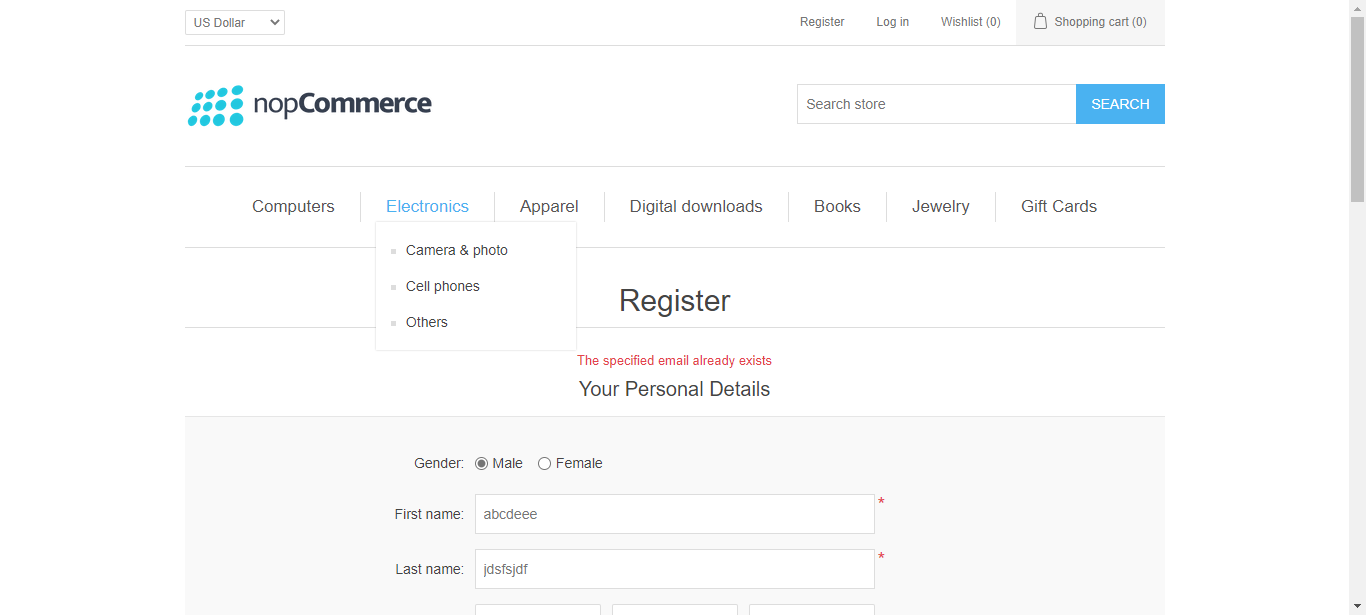 US Dollar
Register Log in Wishlist (0) Shopping cart (0)
nopCommerce
Search store SEARCH
Computers Electronics Apparel Digital downloads Books Jewelry Gift Cards
Camera & photo
Cell phones
Others
Register
The specified email already exists
Your Personal Details
Gender: Male Female
First name: abcdeee *
Last name: jdsfsjdf *